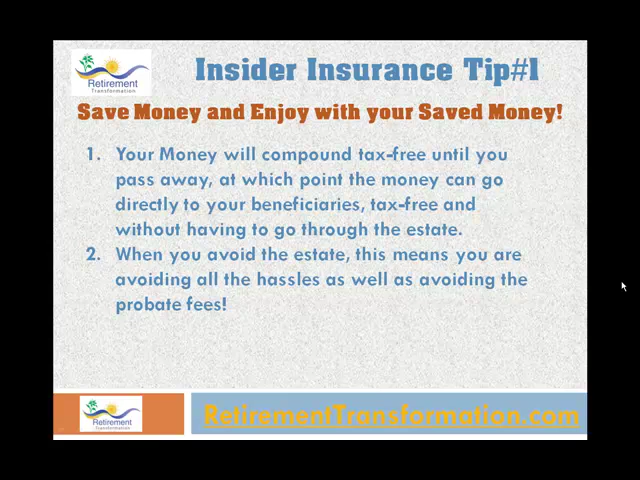 Retirement
Transformation
Insider Insurance Tip#1
Save Money and Enjoy with your Saved Money!
1. Your Money will compound tax-free until you
pass away, at which point the money can go
directly to your beneficiaries, tax-free and
without having to go through the estate.
2. When you avoid the estate, this means you are
avoiding all the hassles as well as avoiding the
probate fees!
Retirement
Transformation
RetirementTransformation.com